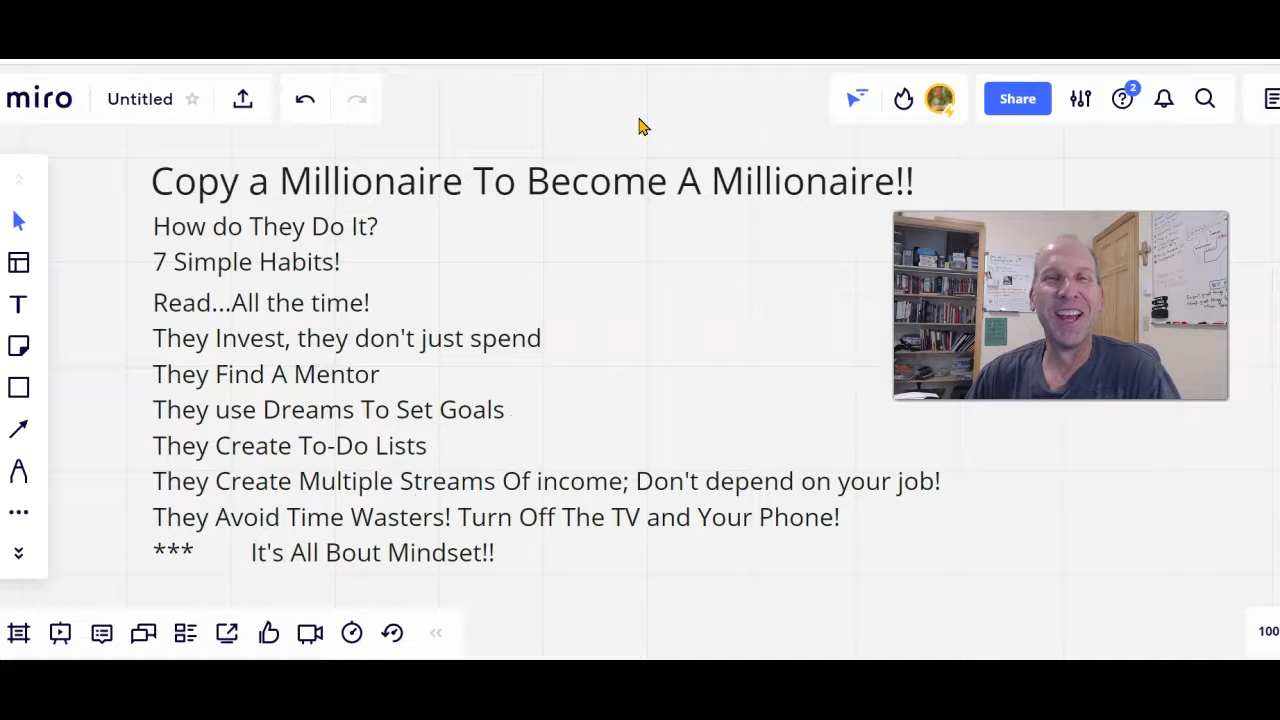 miro Untitled Share 2
Copy a Millionaire To Become A Millionaire!!
How do They Do It?
7 Simple Habits!
Read...All the time!
They Invest, they don't just spend
They Find A Mentor
They use Dreams To Set Goals
They Create To-Do Lists
They Create Multiple Streams Of income; Don't depend on your job!
They Avoid Time Wasters! Turn Off The TV and Your Phone!
*** It's All Bout Mindset!!
100